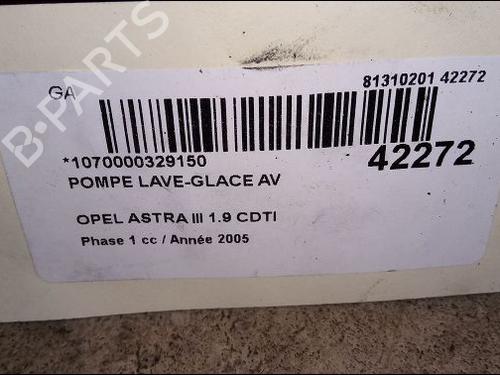 B-PARTS
GA
81310201 42272
*1070000329150
42272
POMPE LAVE-GLACE AV
OPEL ASTRA III 1.9 CDTI
Phase 1 cc / Année 2005